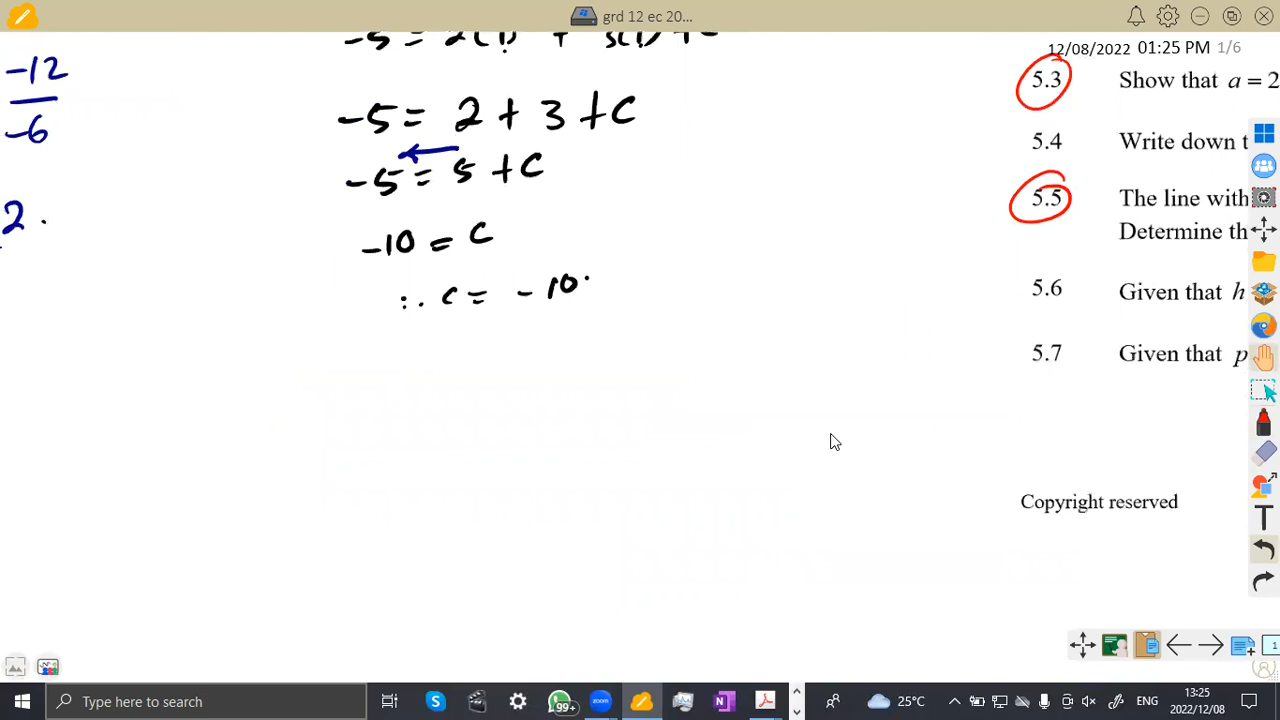 grd 12 ec 20...
12/08/2022 01:25 PM 1/6
-12
-6
2.
-5 = 2 + 3 + C
-5 = 5 + C
-10 = C
∴ c = -10.
5.3 Show that a = 2
5.4 Write down t
5.5 The line with
Determine th
5.6 Given that h
5.7 Given that p
Copyright reserved
1
Type here to search
99+
25°C
ENG
13:25
2022/12/08